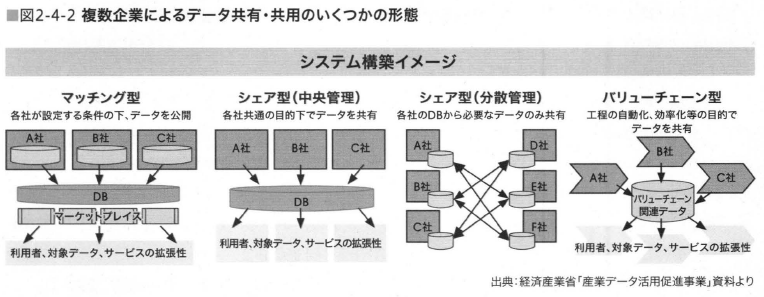 ■図2-4-2 複数企業によるデータ共有・共用のいくつかの形態
システム構築イメージ
マッチング型
各社が設定する条件の下、データを公開
A社
B社
C社
DB
マーケットプレイス
利用者、対象データ、サービスの拡張性
シェア型(中央管理)
各社共通の目的下でデータを共有
A社
B社
C社
DB
利用者、対象データ、サービスの拡張性
シェア型(分散管理)
各社のDBから必要なデータのみ共有
A社
D社
B社
E社
C社
F社
バリューチェーン型
工程の自動化、効率化等の目的で
データを共有
B社
A社
C社
バリューチェーン
関連データ
利用者、対象データ、サービスの拡張性
出典:経済産業省「産業データ活用促進事業」資料より